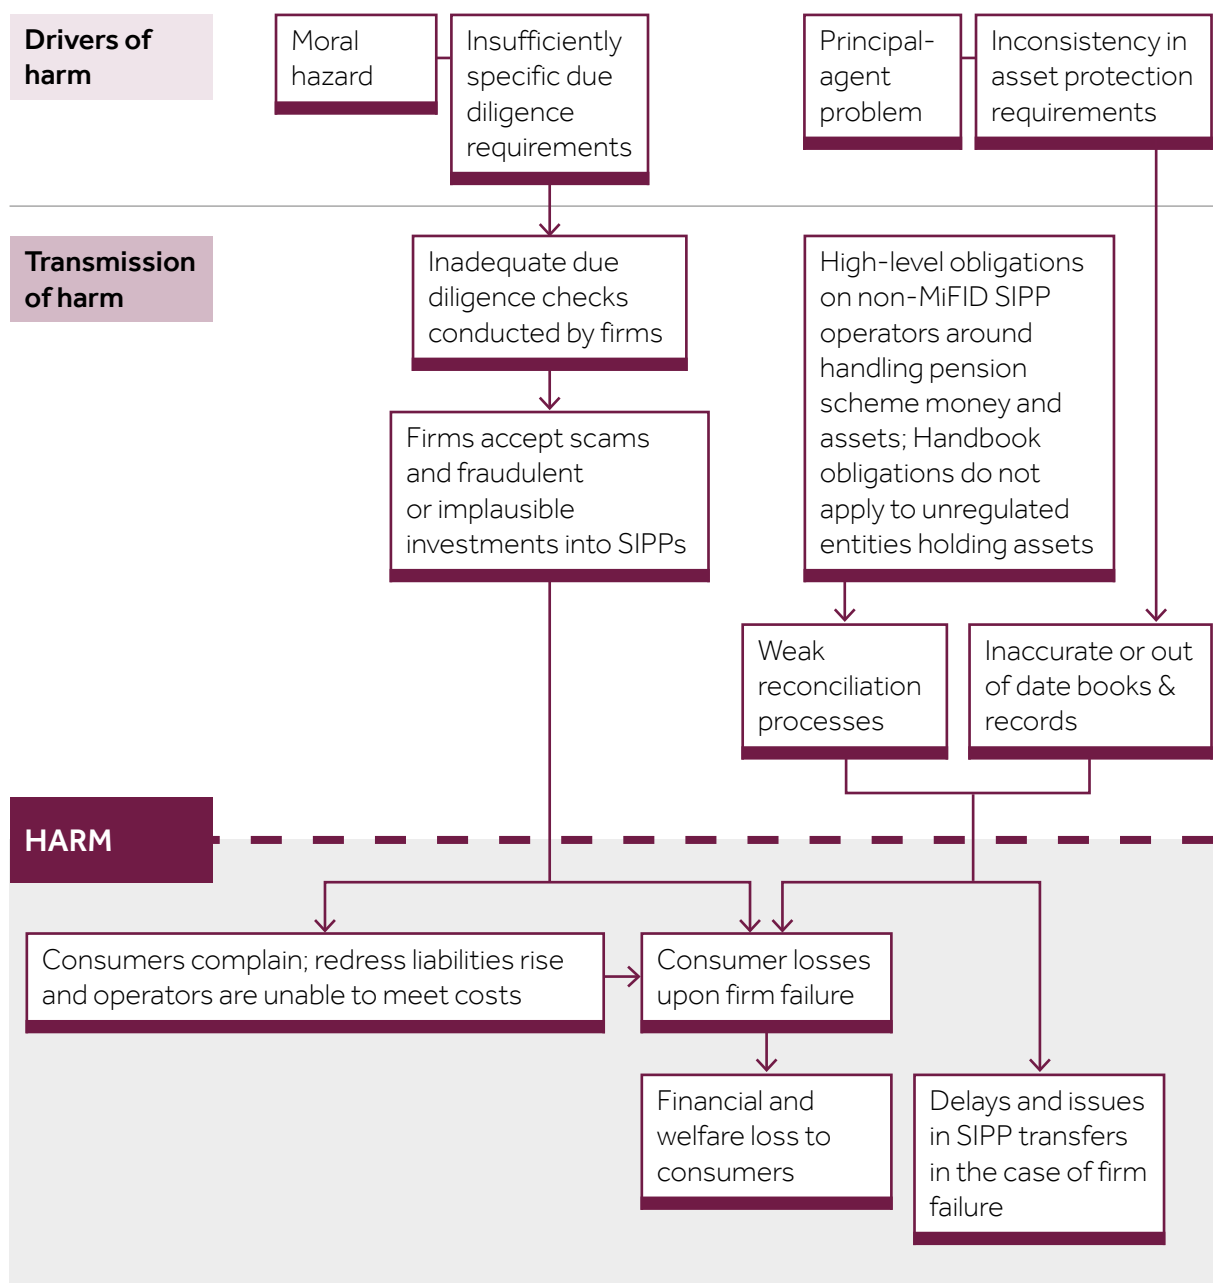 Drivers of
harm
Moral
hazard
Insufficiently
specific due
diligence
requirements
Principal-
agent
problem
Inconsistency in
asset protection
requirements
Transmission
of harm
Inadequate due
diligence checks
conducted by firms
High-level obligations
on non-MiFID SIPP
operators around
handling pension
scheme money and
assets; Handbook
obligations do not
apply to unregulated
entities holding assets
Firms accept scams
and fraudulent
or implausible
investments into SIPPs
Weak
reconciliation
processes
Inaccurate or out
of date books &
records
HARM
Consumers complain; redress liabilities rise
and operators are unable to meet costs
Consumer losses
upon firm failure
Financial and
welfare loss to
consumers
Delays and issues
in SIPP transfers
in the case of firm
failure